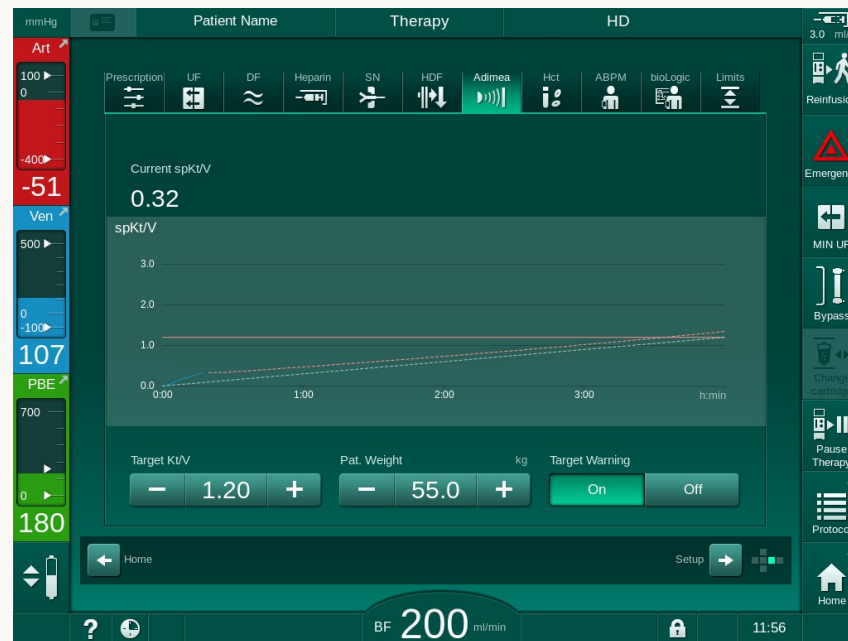 mmHg
Patient Name
Therapy
HD
3.0
Art
100
0
-400
-51
Ven
500
0
-100
107
PBE
700
0
180
Prescription
UF
DF
Heparin
SN
HDF
Adimea
Hct
ABPM
bioLogic
Limits
Current spKt/V
0.32
spKt/V
3.0
2.0
1.0
0.0
0:00
1:00
2:00
3:00
h:min
Target Kt/V
Pat. Weight
kg
Target Warning
− 1.20 +
− 55.0 +
On
Off
Home
Setup
? BF 200 ml/min
11:56
MIN UF
Bypass
Change
Pause
Therapy
Home